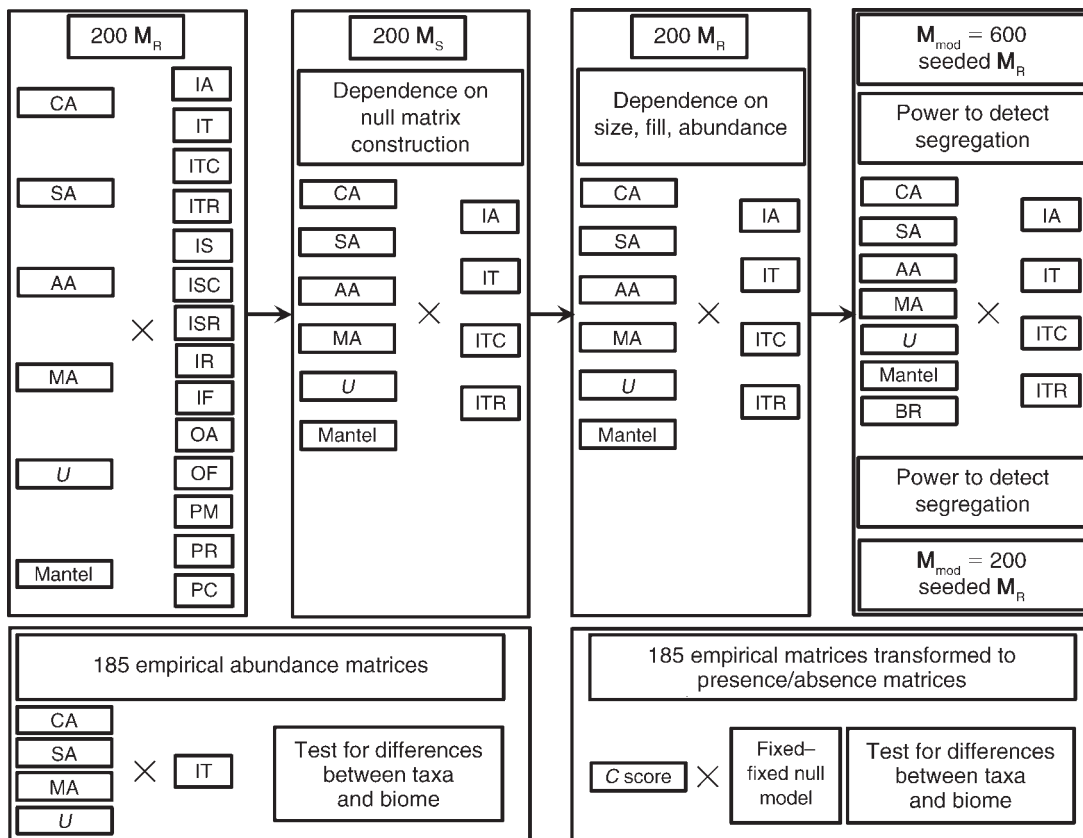 200 M_R
CA
SA
AA
MA
U
Mantel
×
IA
IT
ITC
ITR
IS
ISC
ISR
IR
IF
OA
OF
PM
PR
PC
200 M_S
Dependence on
null matrix
construction
CA
SA
AA
MA
U
Mantel
×
IA
IT
ITC
ITR
200 M_R
Dependence on
size, fill, abundance
CA
SA
AA
MA
U
Mantel
×
IA
IT
ITC
ITR
M_mod = 600
seeded M_R
Power to detect
segregation
CA
SA
AA
MA
U
Mantel
BR
×
IA
IT
ITC
ITR
Power to detect
segregation
M_mod = 200
seeded M_R
185 empirical abundance matrices
CA
SA
MA
U
×
IT
Test for differences
between taxa
and biome
185 empirical matrices transformed to
presence/absence matrices
C score
×
Fixed–
fixed null
model
Test for differences
between taxa
and biome